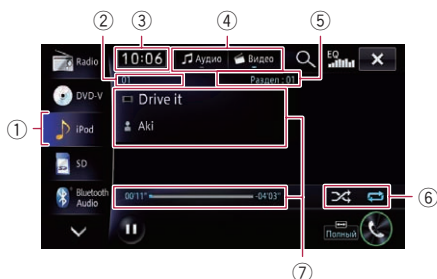 ② ③ ④ ⑤
Radio 10:06 Аудио Видео EQ
01 Раздел : 01
DVD-V Drive it
① iPod Aki
SD
Bluetooth Audio 00'11" -04'03" ⑥
Полный
⑦